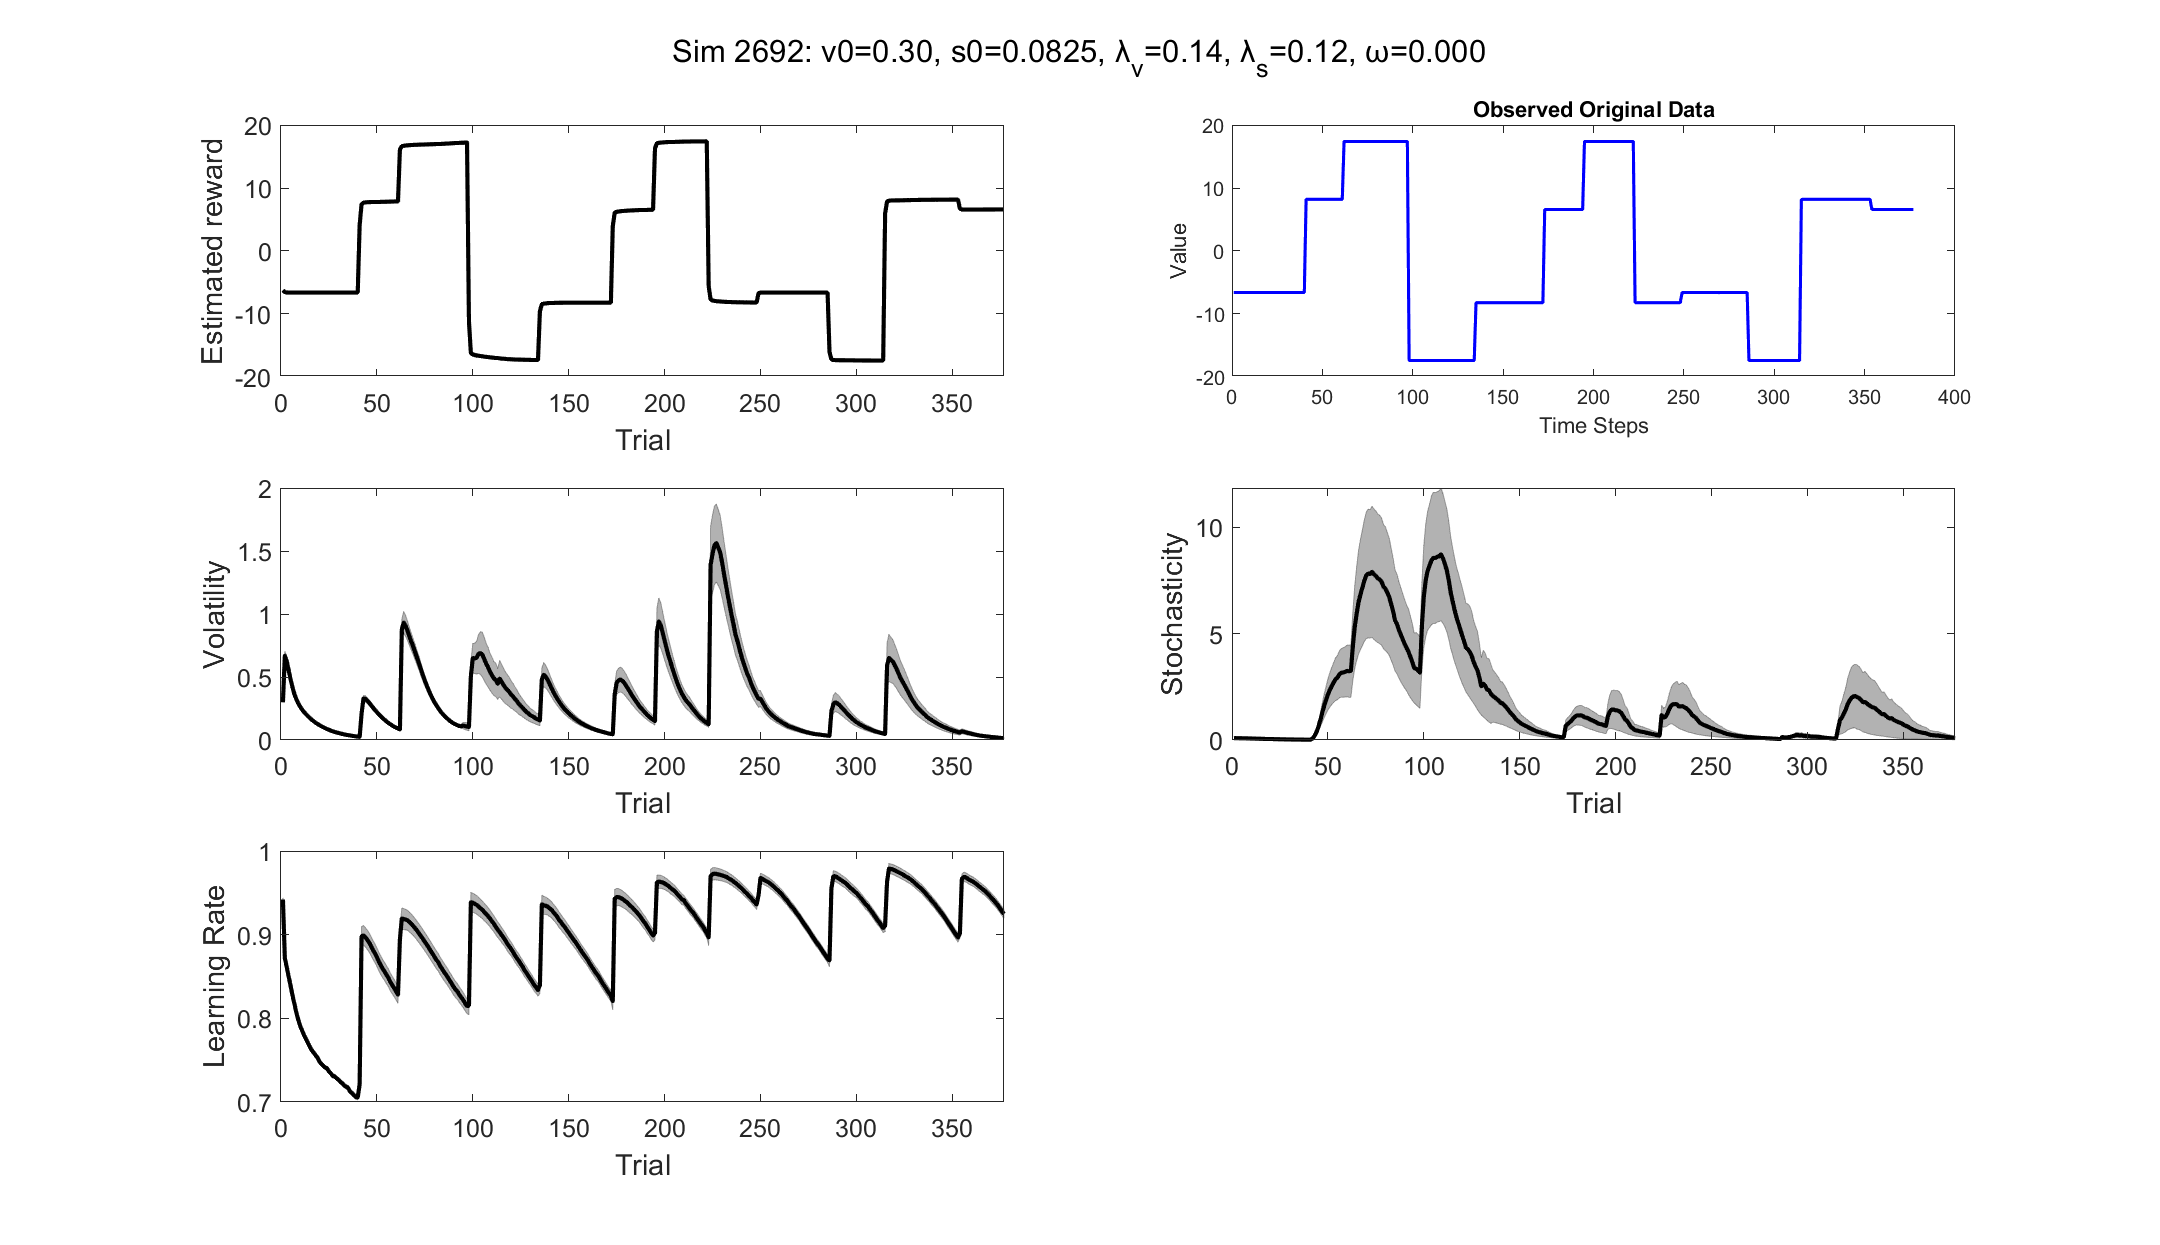 Sim 2692: v0=0.30, s0=0.0825, λ_v=0.14, λ_s=0.12, ω=0.000
Estimated reward
20
10
0
-10
-20
0 50 100 150 200 250 300 350
Trial
Observed Original Data
Value
20
10
0
-10
-20
0 50 100 150 200 250 300 350 400
Time Steps
Volatility
2
1.5
1
0.5
0
0 50 100 150 200 250 300 350
Trial
Stochasticity
10
5
0
0 50 100 150 200 250 300 350
Trial
Learning Rate
1
0.9
0.8
0.7
0 50 100 150 200 250 300 350
Trial